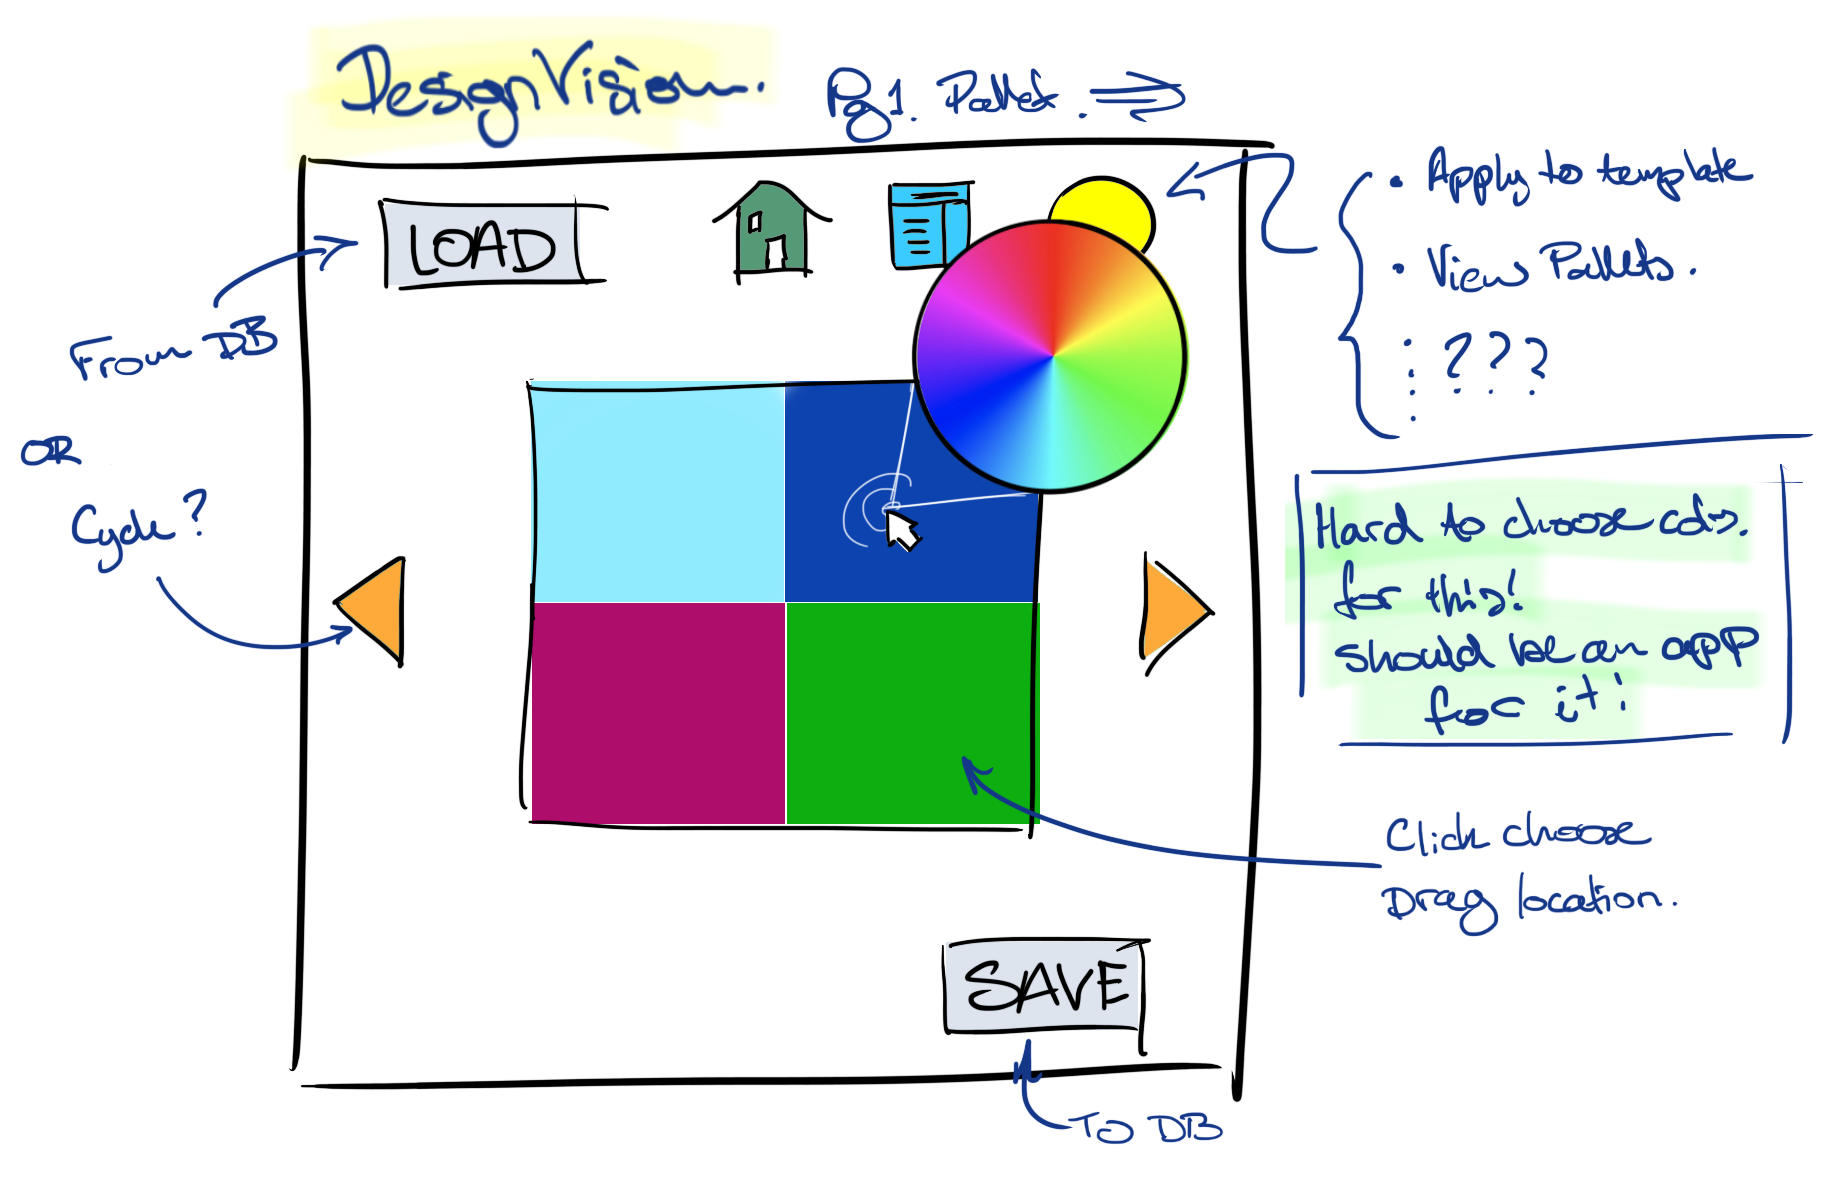 DesignVision.
Pg1. Pallet.
• Apply to template
• View Pallets.
???
LOAD
From DB
OR
Cycle?
Hard to choose cols.
for this!
should be an app
for it!
Click choose
Drag location.
SAVE
To DB